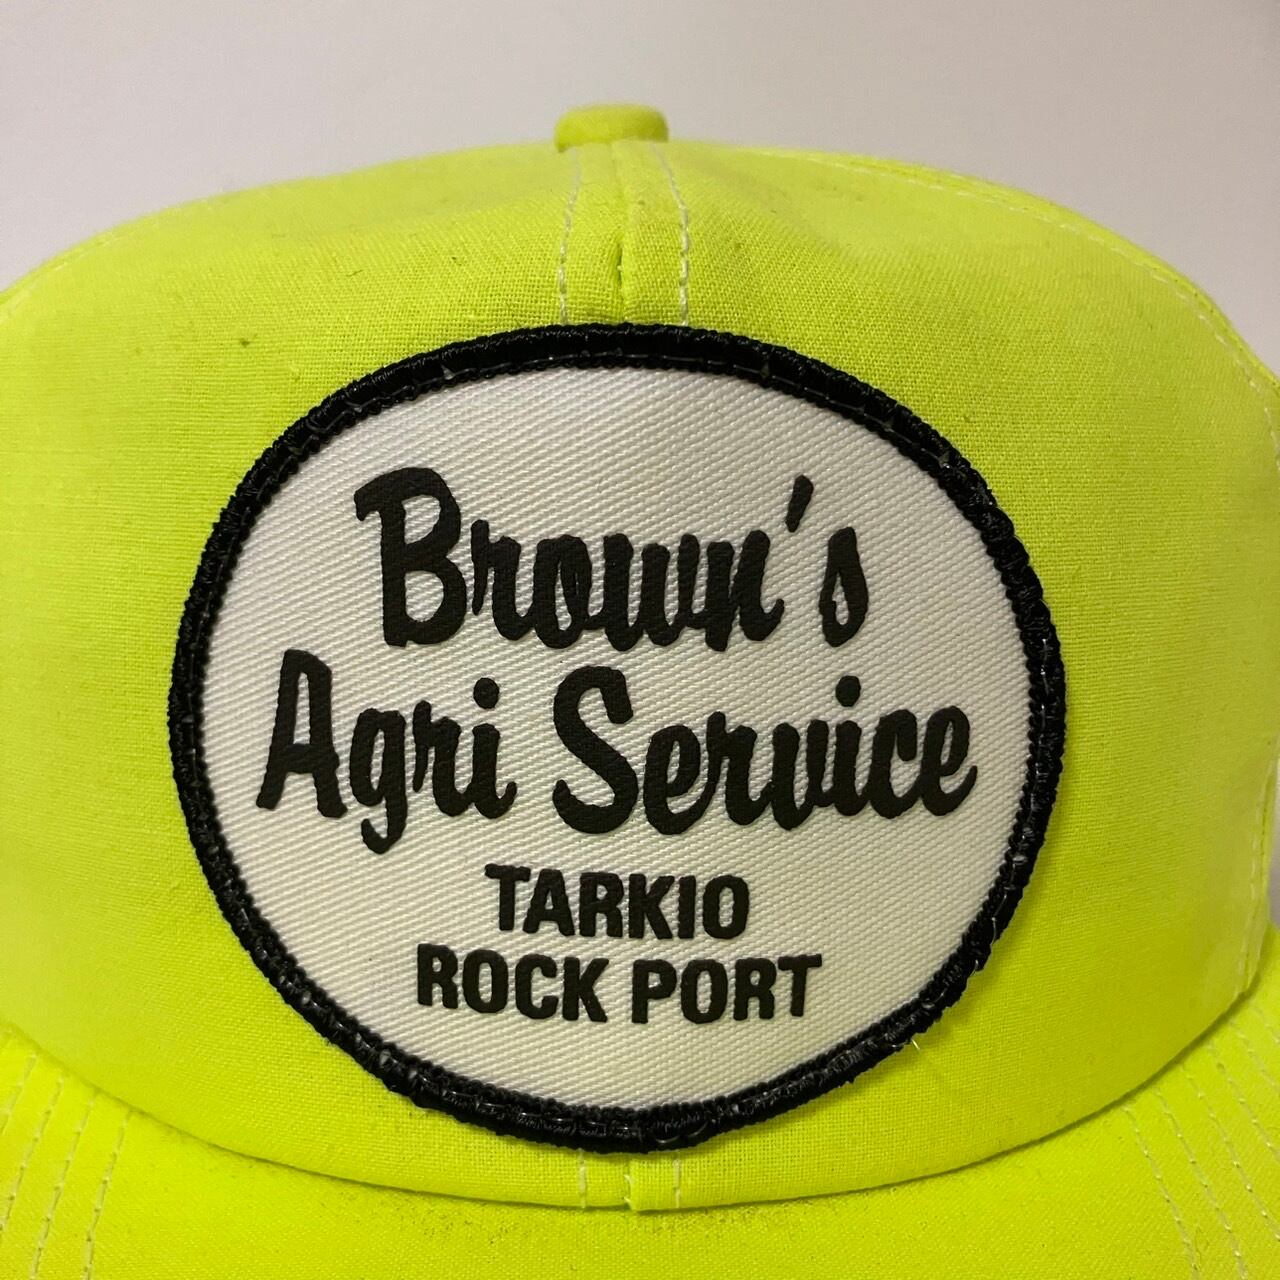 Brown's
Agri Service
TARKIO
ROCK PORT